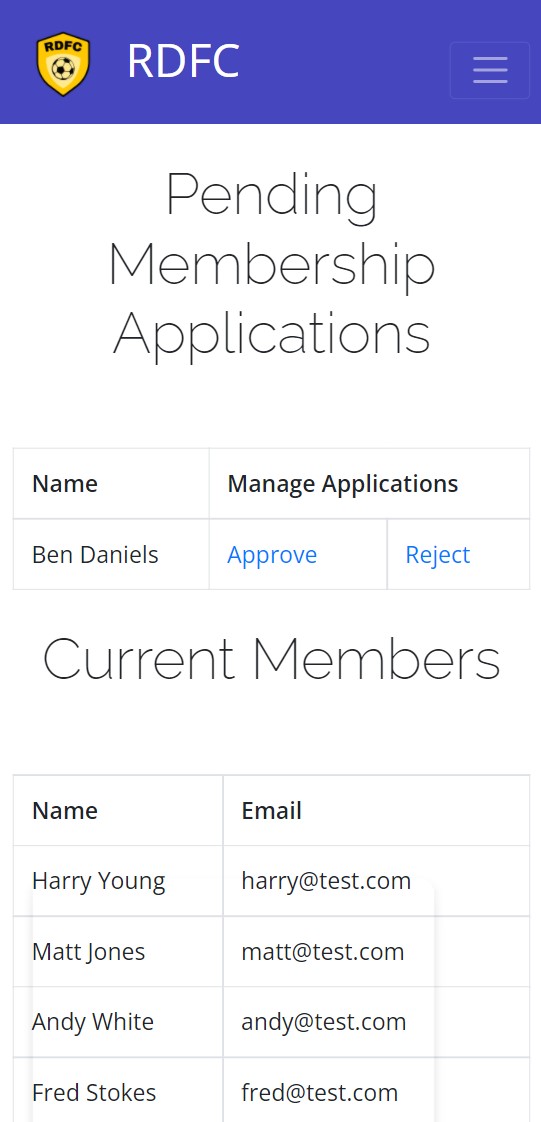 RDFC
RDFC
Pending
Membership
Applications
Name Manage Applications
Ben Daniels Approve Reject
Current Members
Name Email
Harry Young harry@test.com
Matt Jones matt@test.com
Andy White andy@test.com
Fred Stokes fred@test.com